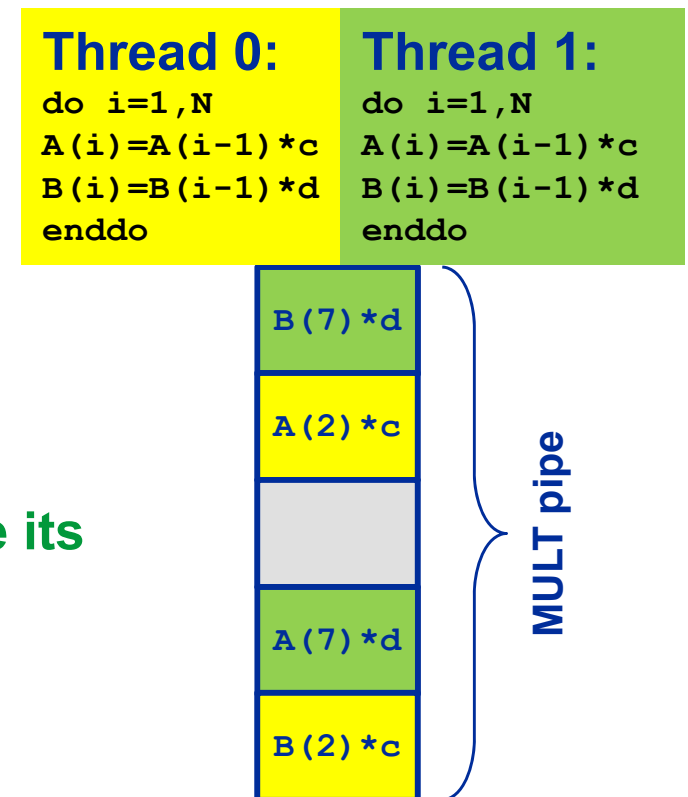 Thread 0:
do i=1,N
A(i)=A(i-1)*c
B(i)=B(i-1)*d
enddo
Thread 1:
do i=1,N
A(i)=A(i-1)*c
B(i)=B(i-1)*d
enddo
B(7)*d
A(2)*c
A(7)*d
B(2)*c
MULT pipe
e its